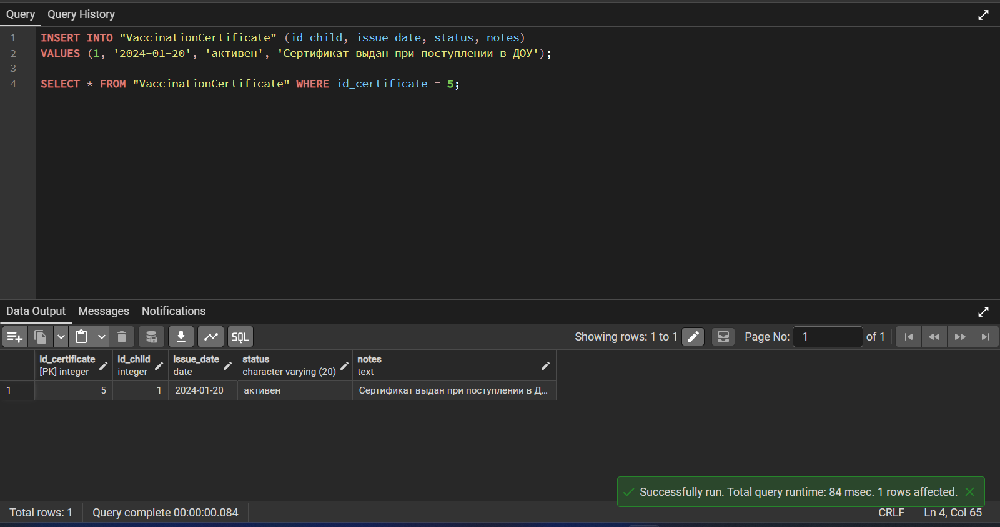 Query Query History
1 INSERT INTO "VaccinationCertificate" (id_child, issue_date, status, notes)
2 VALUES (1, '2024-01-20', 'активен', 'Сертификат выдан при поступлении в ДОУ');
3
4 SELECT * FROM "VaccinationCertificate" WHERE id_certificate = 5;
Data Output Messages Notifications
SQL Showing rows: 1 to 1 Page No: 1 of 1
id_certificate id_child issue_date status notes
[PK] integer integer date character varying (20) text
1 5 1 2024-01-20 активен Сертификат выдан при поступлении в Д...
Successfully run. Total query runtime: 84 msec. 1 rows affected.
Total rows: 1 Query complete 00:00:00.084 CRLF Ln 4, Col 65